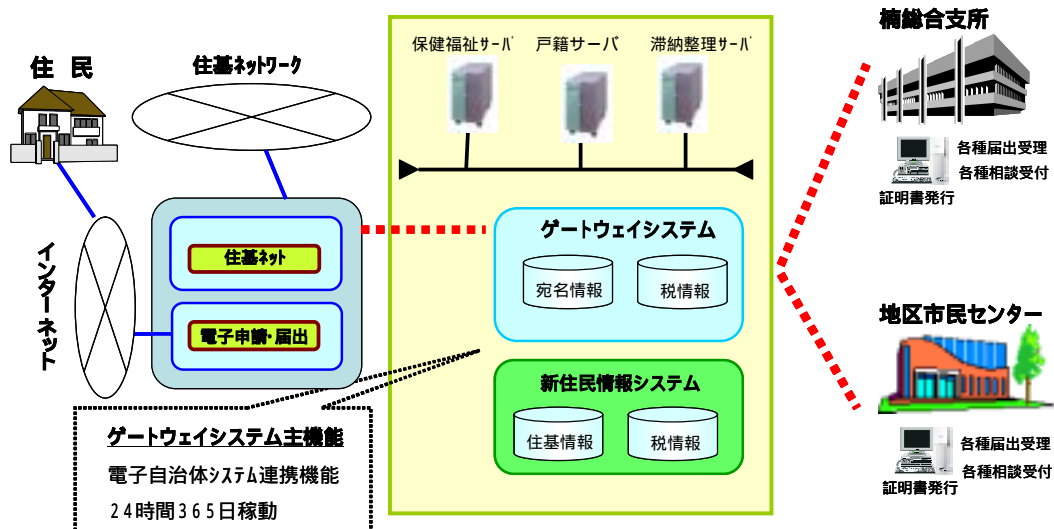 住 民
住基ネットワーク
インターネット
住基ネット
電子申請・届出
保健福祉サーバ
戸籍サーバ
滞納整理サーバ
ゲートウェイシステム
宛名情報
税情報
新住民情報システム
住基情報
税情報
ゲートウェイシステム主機能
電子自治体システム連携機能
24時間365日稼動
楠総合支所
各種届出受理
各種相談受付
証明書発行
地区市民センター
各種届出受理
各種相談受付
証明書発行